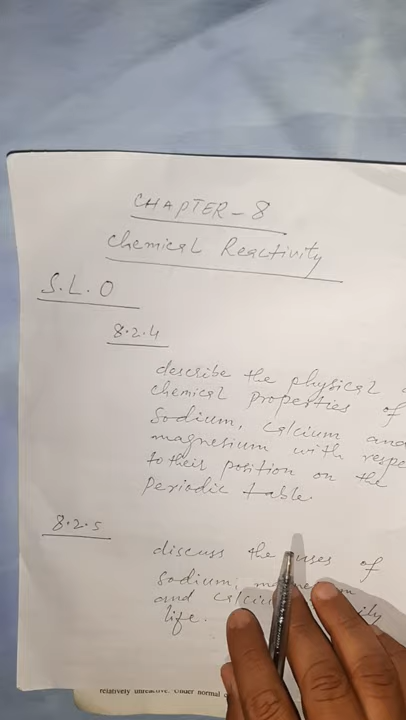 CHAPTER-8
Chemical Reactivity
S.L.O
8.2.4
describe the physical
chemical properties of
Sodium, calcium and
magnesium with respe
to their position on the
Periodic table.
8.2.5
discuss the uses of
Sodium,
and
life.
relatively unreactive. Under normal